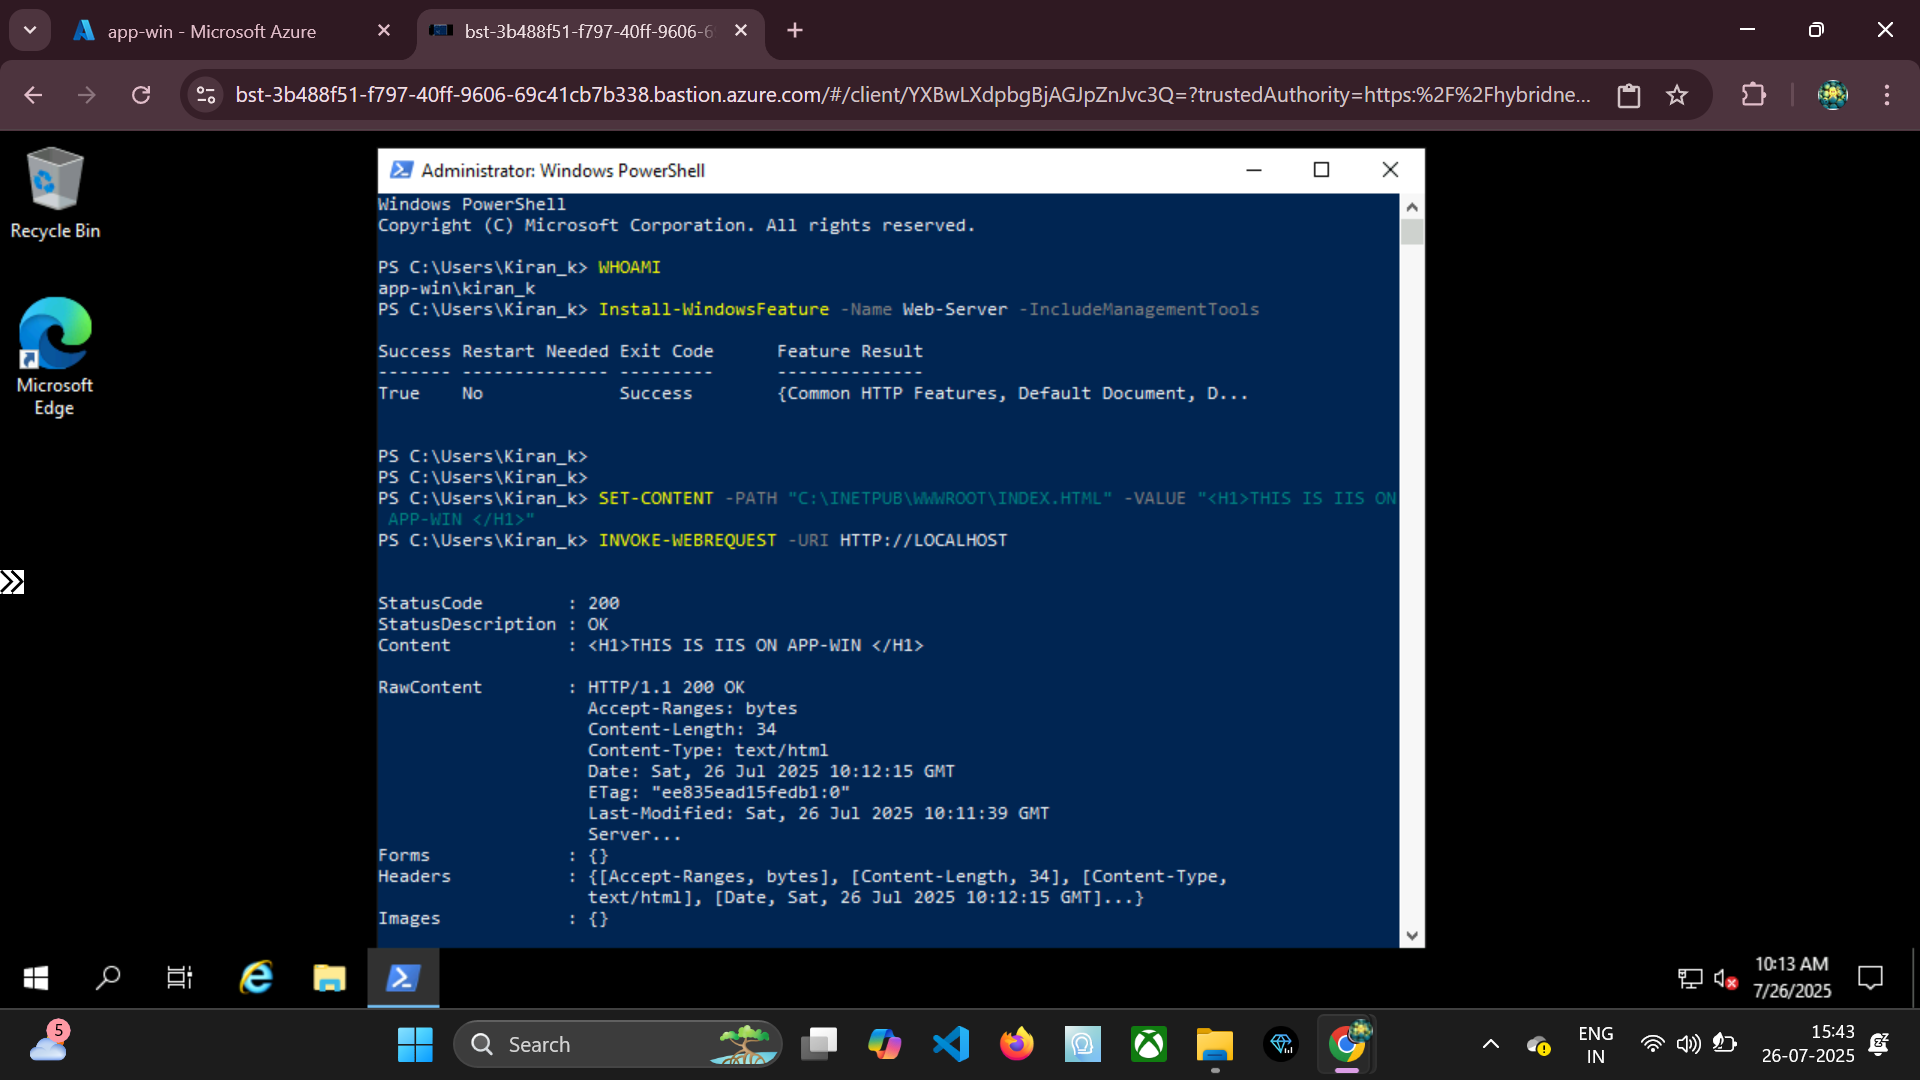 app-win - Microsoft Azure
bst-3b488f51-f797-40ff-9606-6
bst-3b488f51-f797-40ff-9606-69c41cb7b338.bastion.azure.com/#/client/YXBwLXdpbgBjAGJpZnJvc3Q=?trustedAuthority=https:%2F%2Fhybridne...
Recycle Bin
Microsoft
Edge
Administrator: Windows PowerShell
Windows PowerShell
Copyright (C) Microsoft Corporation. All rights reserved.
PS C:\Users\Kiran_k> WHOAMI
app-win\kiran_k
PS C:\Users\Kiran_k> Install-WindowsFeature -Name Web-Server -IncludeManagementTools
Success Restart Needed Exit Code      Feature Result
------- -------------- ---------      --------------
True    No             Success        {Common HTTP Features, Default Document, D...
PS C:\Users\Kiran_k>
PS C:\Users\Kiran_k>
PS C:\Users\Kiran_k> SET-CONTENT -PATH "C:\INETPUB\WWWROOT\INDEX.HTML" -VALUE "<H1>THIS IS IIS ON
APP-WIN </H1>"
PS C:\Users\Kiran_k> INVOKE-WEBREQUEST -URI HTTP://LOCALHOST
StatusCode        : 200
StatusDescription : OK
Content           : <H1>THIS IS IIS ON APP-WIN </H1>
RawContent        : HTTP/1.1 200 OK
Accept-Ranges: bytes
Content-Length: 34
Content-Type: text/html
Date: Sat, 26 Jul 2025 10:12:15 GMT
ETag: "ee835ead15fedb1:0"
Last-Modified: Sat, 26 Jul 2025 10:11:39 GMT
Server...
Forms             : {}
Headers           : {[Accept-Ranges, bytes], [Content-Length, 34], [Content-Type,
text/html], [Date, Sat, 26 Jul 2025 10:12:15 GMT]...}
Images            : {}
10:13 AM
7/26/2025
5
Search
ENG
IN
15:43
26-07-2025